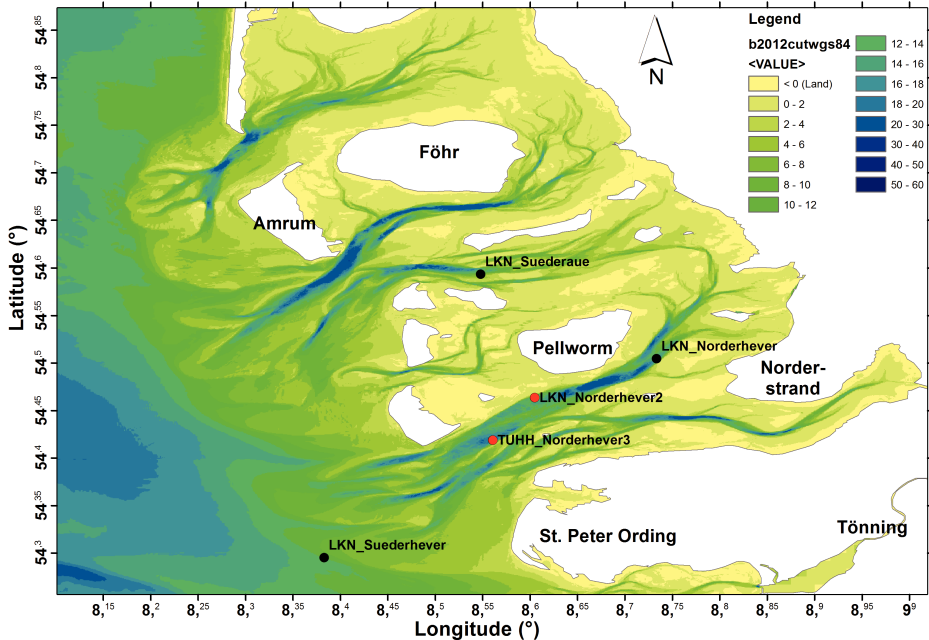 Legend
b2012cutwgs84
<VALUE>
< 0 (Land)
0 - 2
2 - 4
4 - 6
6 - 8
8 - 10
10 - 12
12 - 14
14 - 16
16 - 18
18 - 20
20 - 30
30 - 40
40 - 50
50 - 60
N
Föhr
Amrum
LKN_Suederaue
Pellworm
LKN_Norderhever
Norder-
strand
LKN_Norderhever2
TUHH_Norderhever3
LKN_Suederhever
St. Peter Ording
Tönning
Latitude (°)
54,85
54,8
54,75
54,7
54,65
54,6
54,55
54,5
54,45
54,4
54,35
54,3
8,15
8,2
8,25
8,3
8,35
8,4
8,45
8,5
8,55
8,6
8,65
8,7
8,75
8,8
8,85
8,9
8,95
9
Longitude (°)